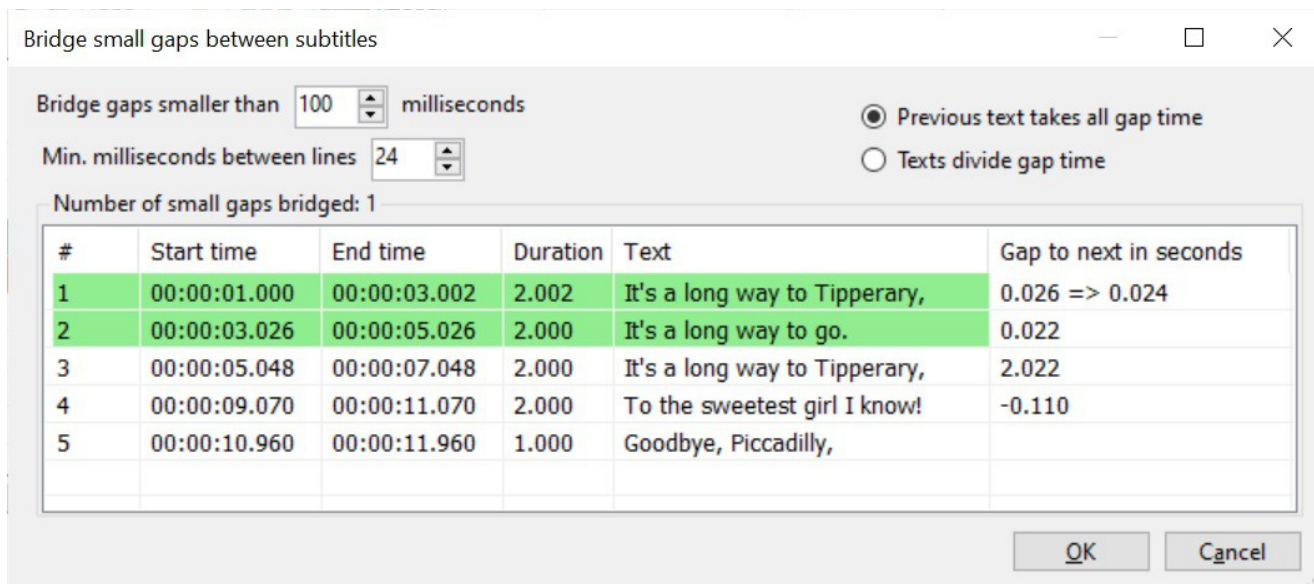 Bridge small gaps between subtitles
Bridge gaps smaller than 100 milliseconds
Previous text takes all gap time
Min. milliseconds between lines 24
Texts divide gap time
Number of small gaps bridged: 1
# Start time End time Duration Text Gap to next in seconds
1 00:00:01.000 00:00:03.002 2.002 It's a long way to Tipperary, 0.026 => 0.024
2 00:00:03.026 00:00:05.026 2.000 It's a long way to go. 0.022
3 00:00:05.048 00:00:07.048 2.000 It's a long way to Tipperary, 2.022
4 00:00:09.070 00:00:11.070 2.000 To the sweetest girl I know! -0.110
5 00:00:10.960 00:00:11.960 1.000 Goodbye, Piccadilly,
OK Cancel